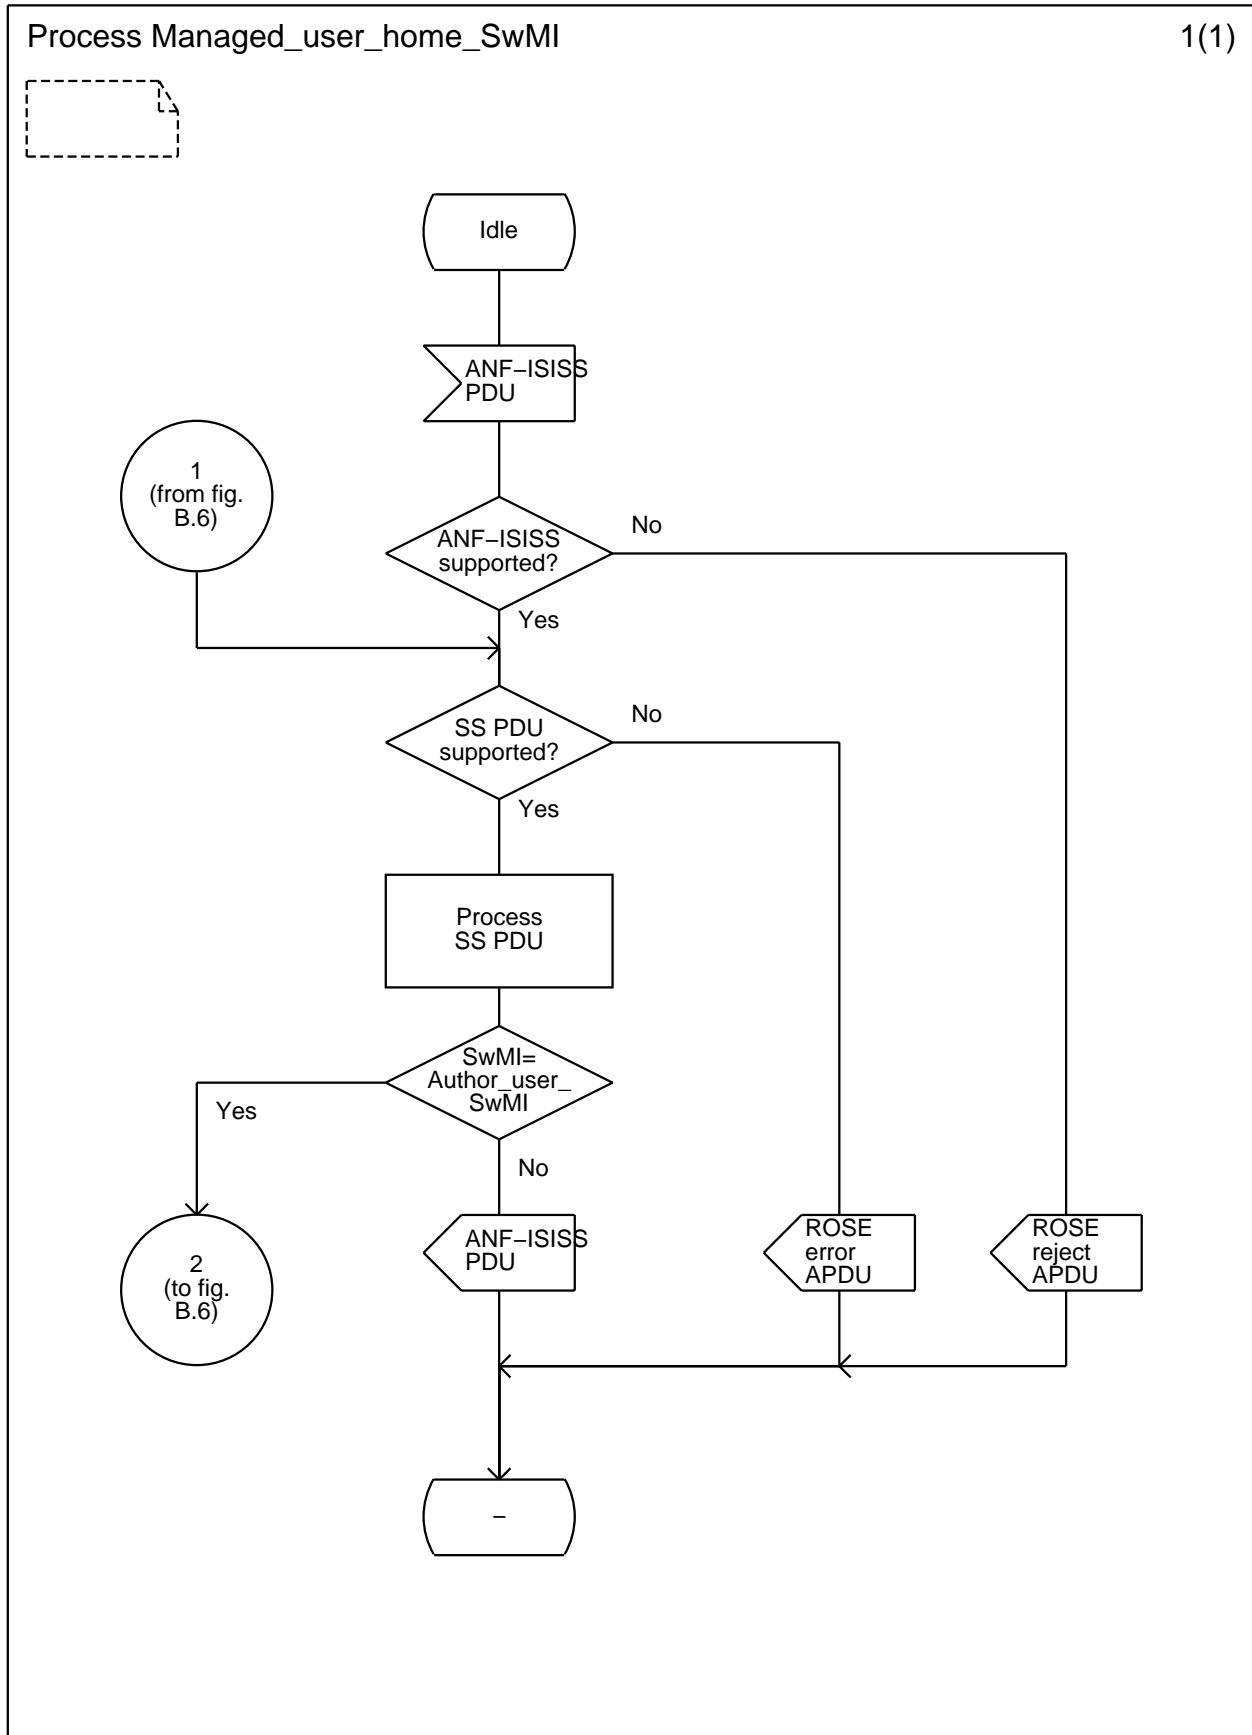 Process Managed_user_home_SwMI
1(1)
Idle
ANF−ISISS
PDU
1
(from fig.
B.6)
ANF−ISISS
supported?
No
Yes
SS PDU
supported?
No
Yes
Process
SS PDU
SwMI=
Author_user_
SwMI
Yes
No
2
(to fig.
B.6)
ANF−ISISS
PDU
ROSE
error
APDU
ROSE
reject
APDU
−